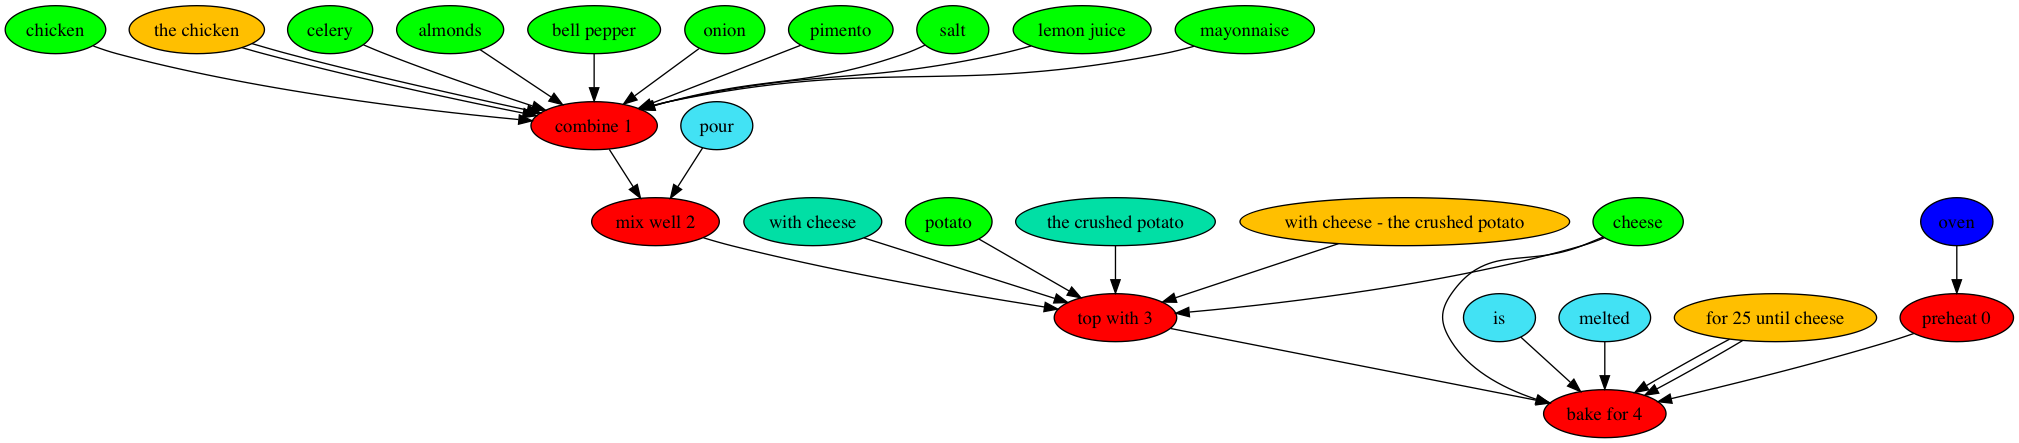 chicken
the chicken
celery
almonds
bell pepper
onion
pimento
salt
lemon juice
mayonnaise
combine 1
pour
mix well 2
with cheese
potato
the crushed potato
with cheese - the crushed potato
cheese
oven
top with 3
is
melted
for 25 until cheese
preheat 0
bake for 4